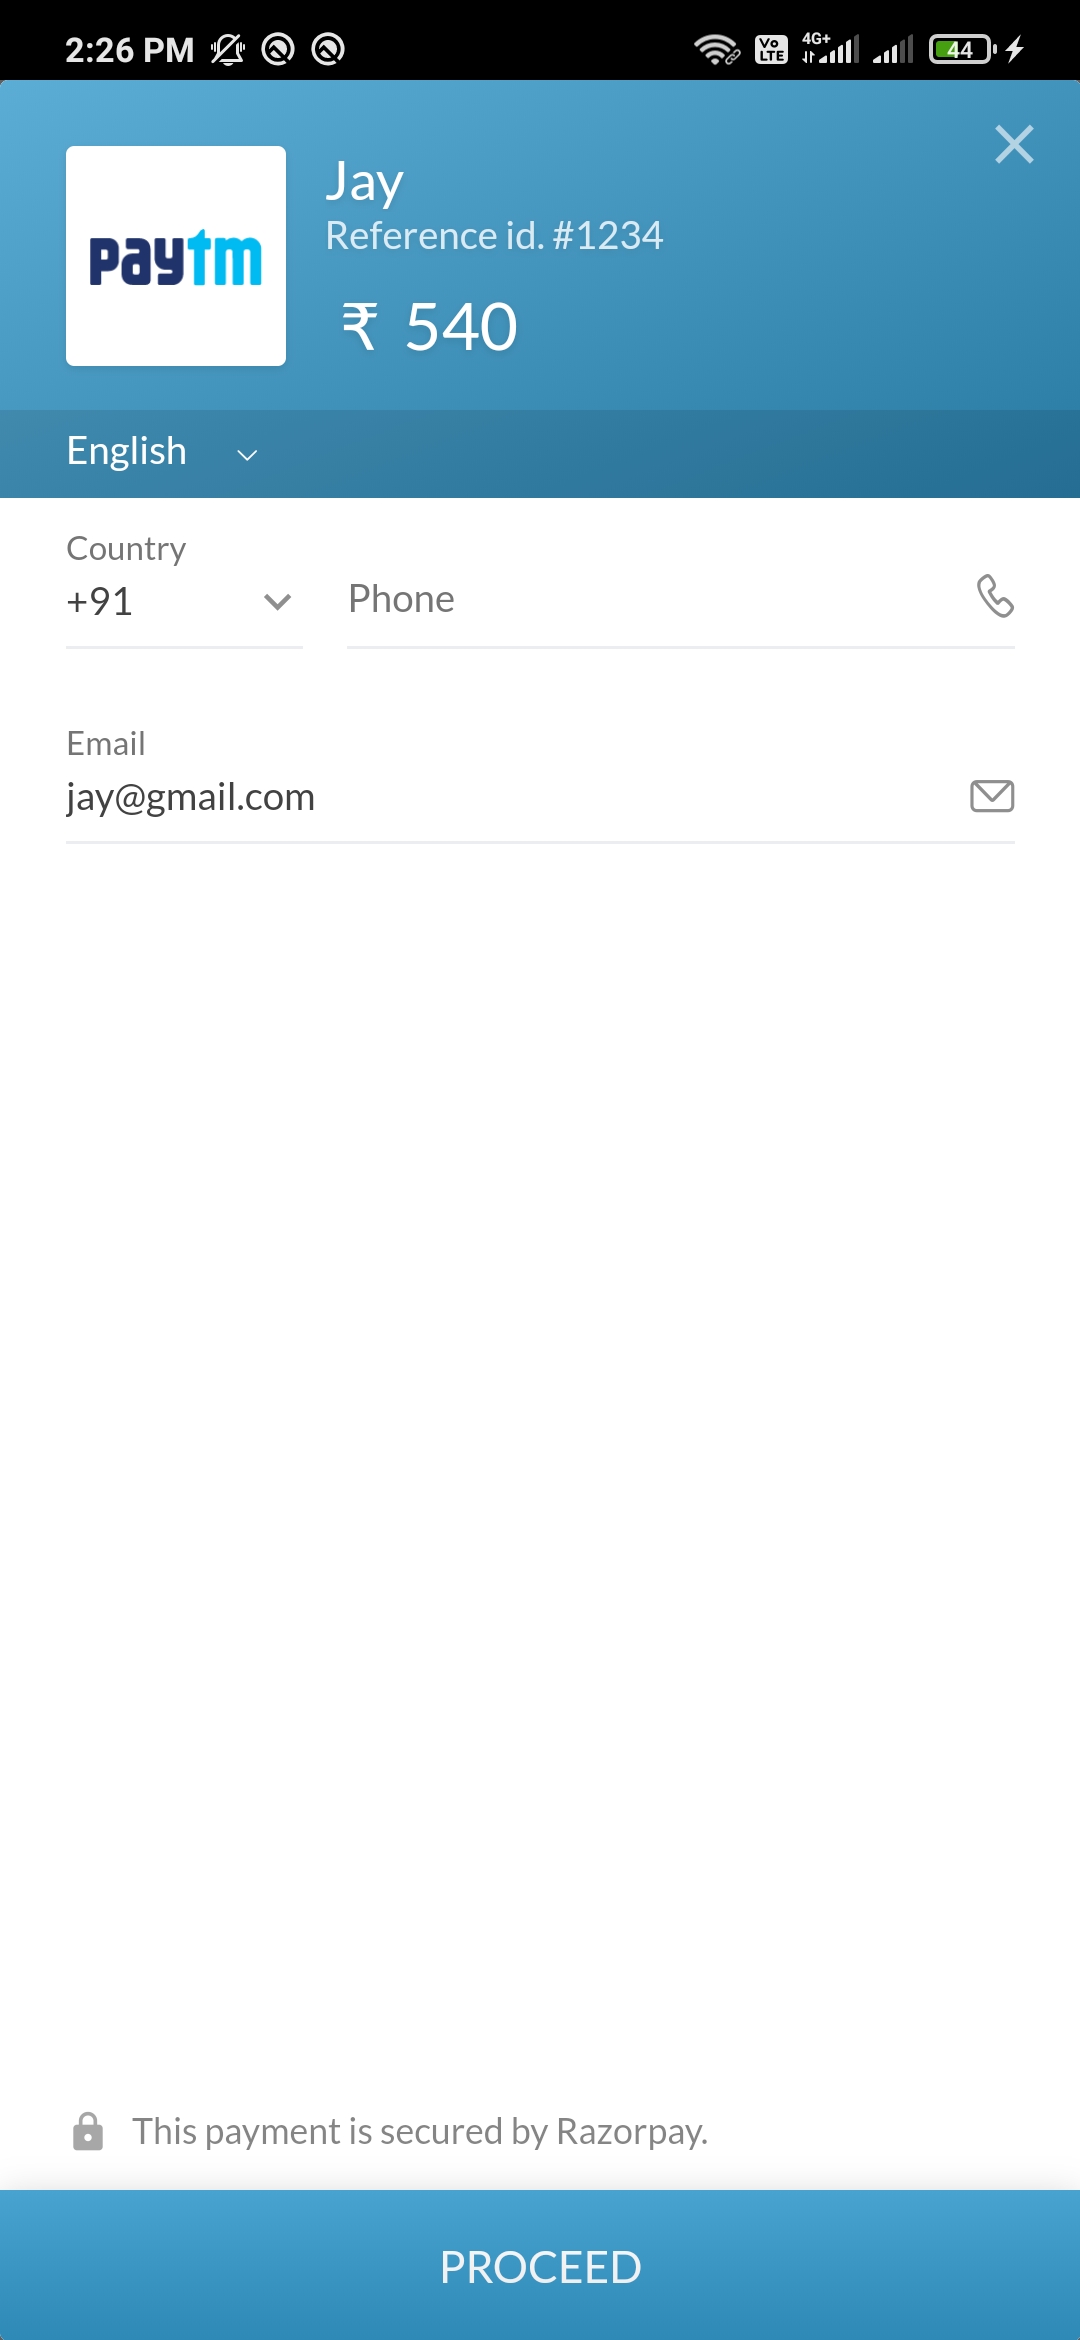 2:26 PM
Vo LTE
4G+
44
paytm
Jay
Reference id. #1234
₹ 540
English
Country
+91
Phone
Email
jay@gmail.com
This payment is secured by Razorpay.
PROCEED